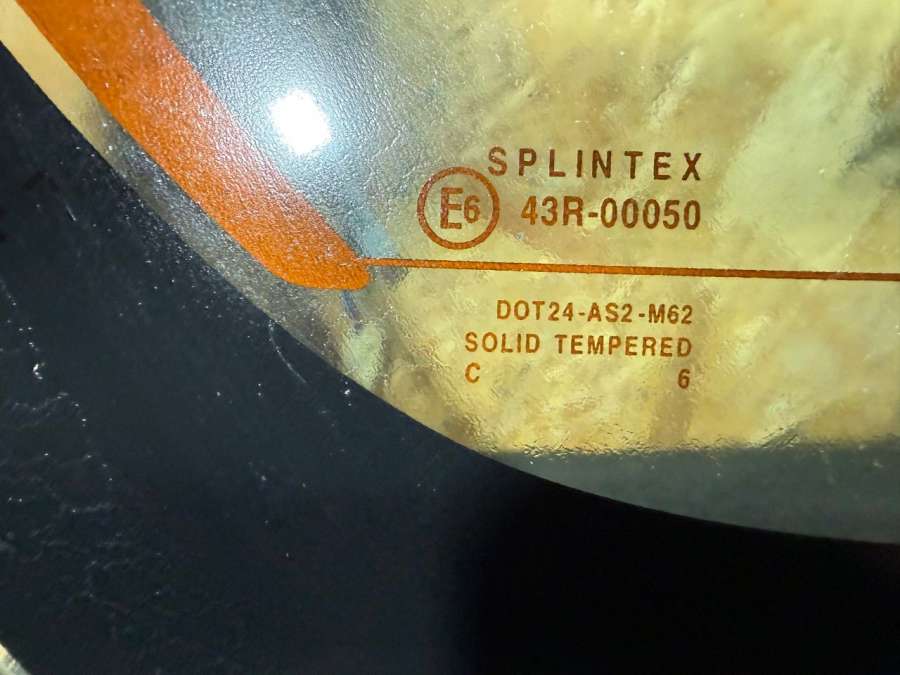 SPLINTEX
E6 43R-00050
DOT24-AS2-M62
SOLID TEMPERED
C 6